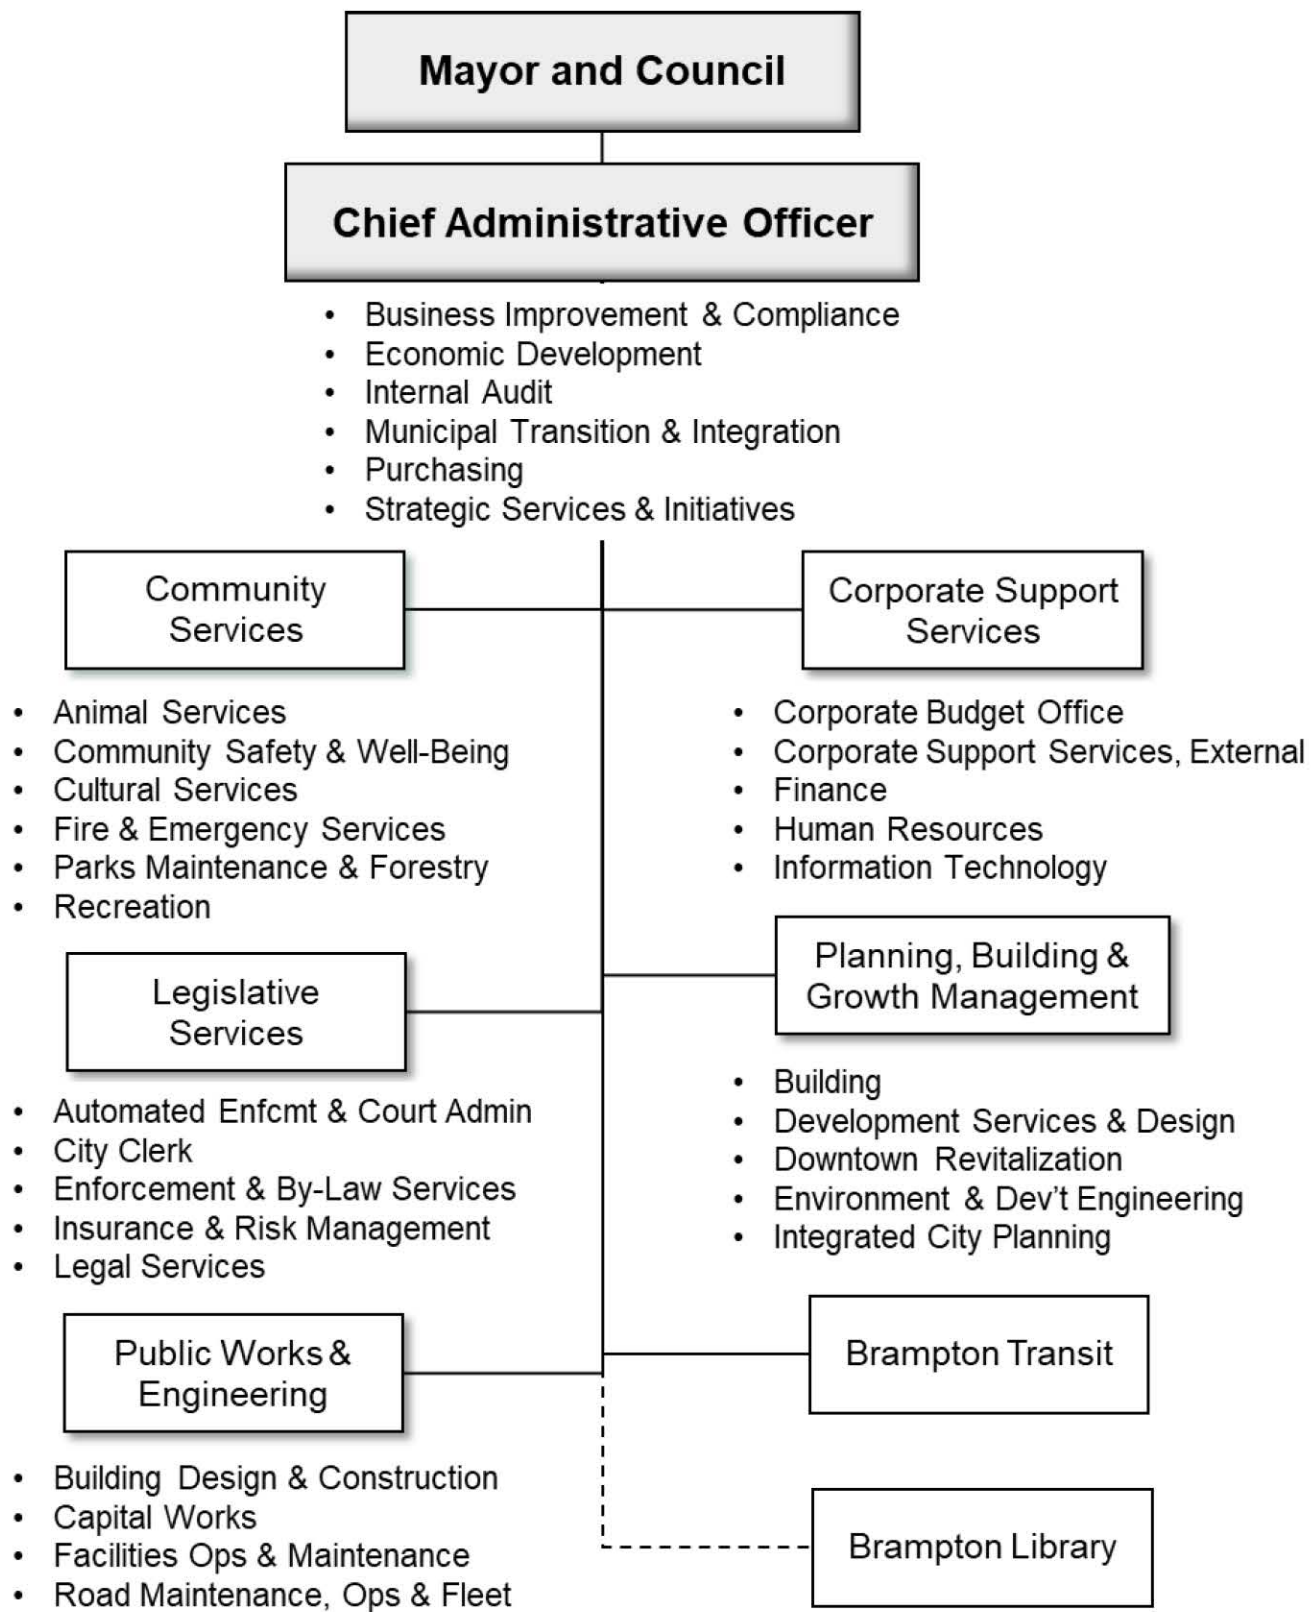 Mayor and Council
Chief Administrative Officer
• Business Improvement & Compliance
• Economic Development
• Internal Audit
• Municipal Transition & Integration
• Purchasing
• Strategic Services & Initiatives
Community
Services
• Animal Services
• Community Safety & Well-Being
• Cultural Services
• Fire & Emergency Services
• Parks Maintenance & Forestry
• Recreation
Corporate Support
Services
• Corporate Budget Office
• Corporate Support Services, External
• Finance
• Human Resources
• Information Technology
Legislative
Services
• Automated Enfcmt & Court Admin
• City Clerk
• Enforcement & By-Law Services
• Insurance & Risk Management
• Legal Services
Planning, Building &
Growth Management
• Building
• Development Services & Design
• Downtown Revitalization
• Environment & Dev't Engineering
• Integrated City Planning
Public Works &
Engineering
• Building Design & Construction
• Capital Works
• Facilities Ops & Maintenance
• Road Maintenance, Ops & Fleet
Brampton Transit
Brampton Library